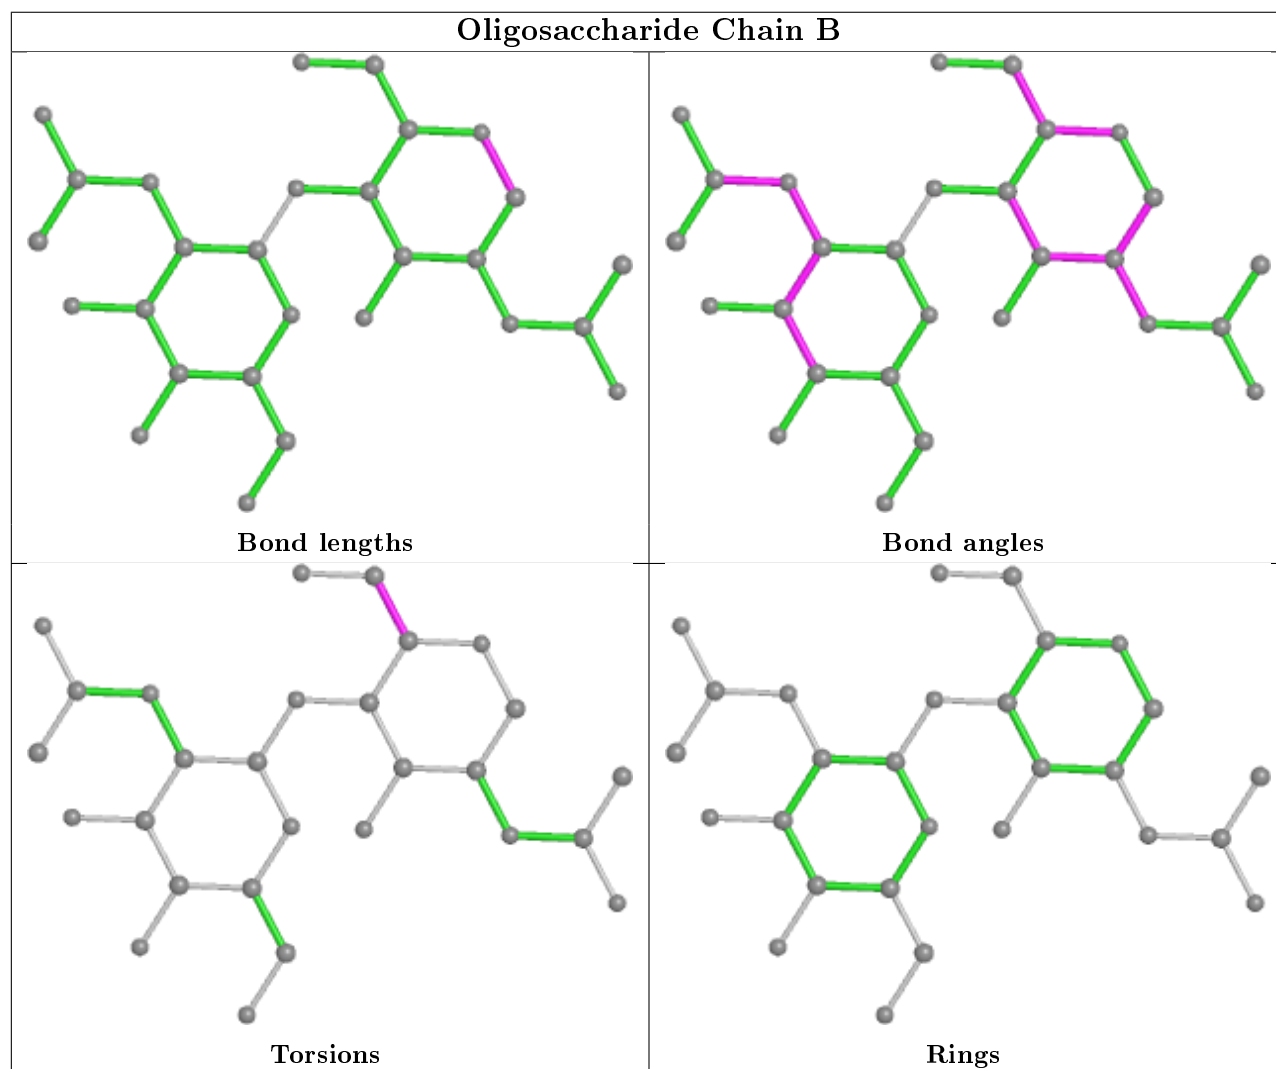 Oligosaccharide Chain B
Bond lengths
Bond angles
Torsions
Rings